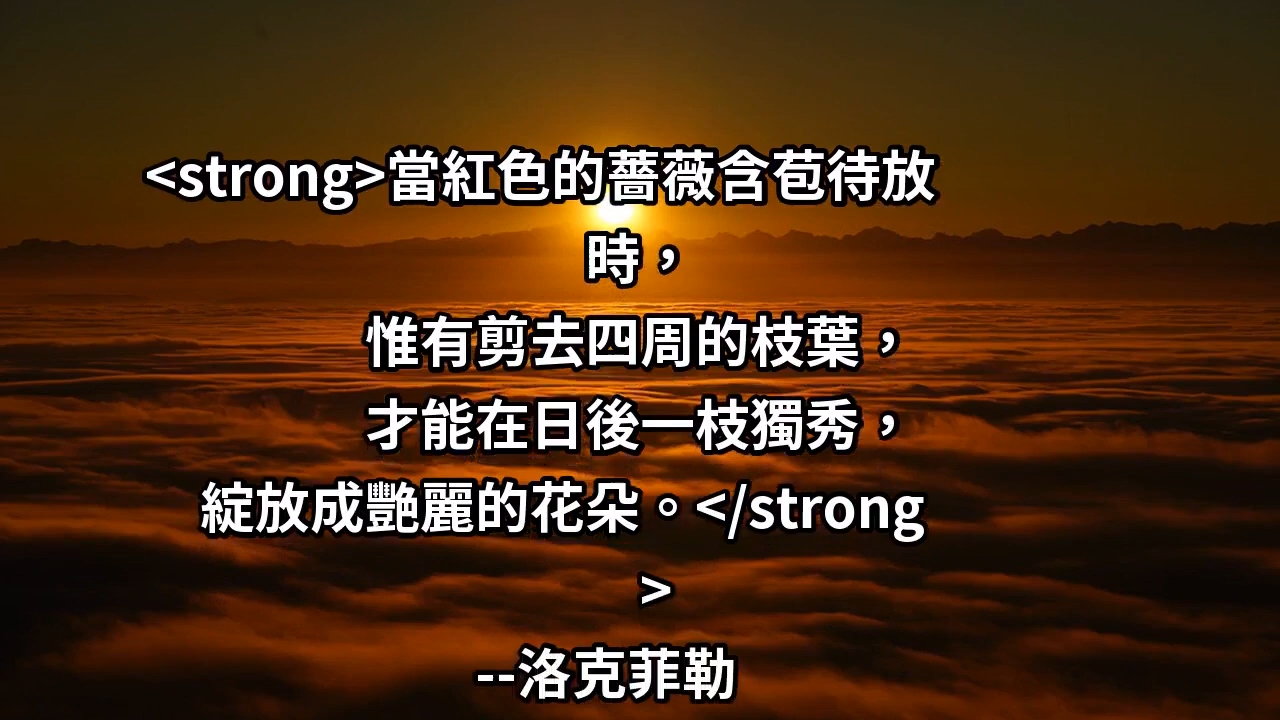 <strong>當紅色的薔薇含苞待放
時，
惟有剪去四周的枝葉，
才能在日後一枝獨秀，
綻放成艷麗的花朵。</strong
>
--洛克菲勒